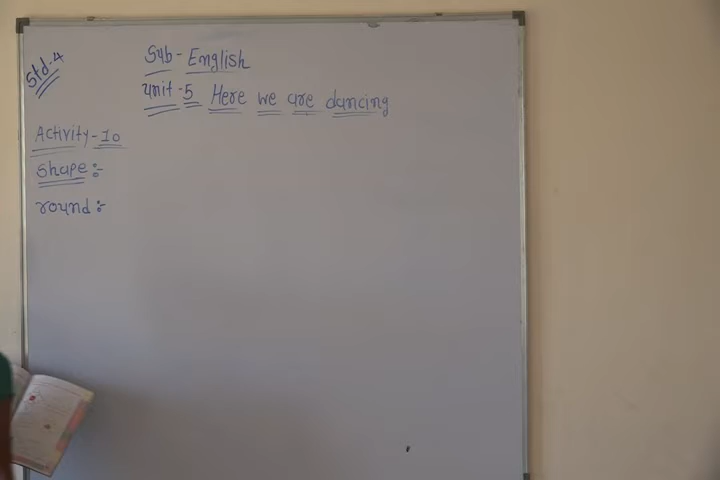 Std.4
Sub- English
Unit-5 Here we are dancing
Activity-10
Shape:-
round:-